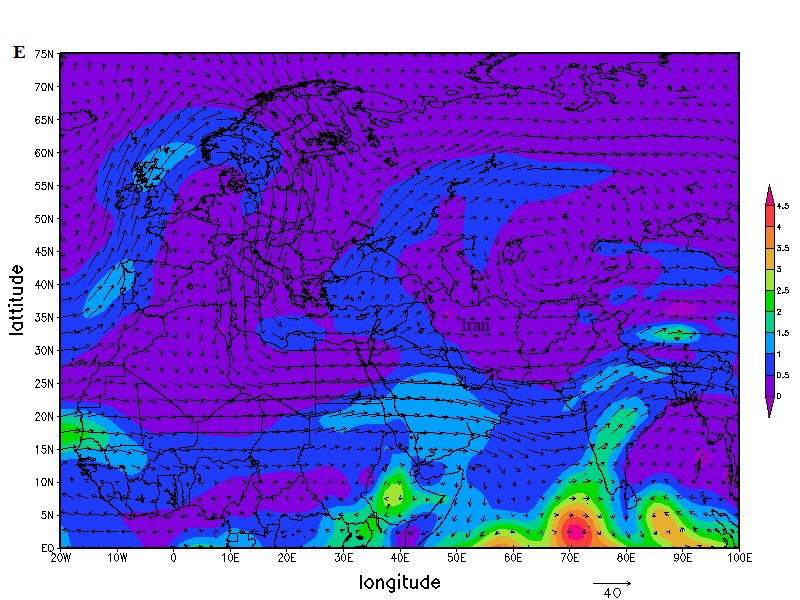 E
75N
70N
65N
60N
55N
50N
45N
40N
35N
30N
25N
20N
15N
10N
5N
EQ
lattitude
Iran
4.5
4
3.5
3
2.5
2
1.5
1
0.5
0
20W 10W 0 10E 20E 30E 40E 50E 60E 70E 80E 90E 100E
longitude
40